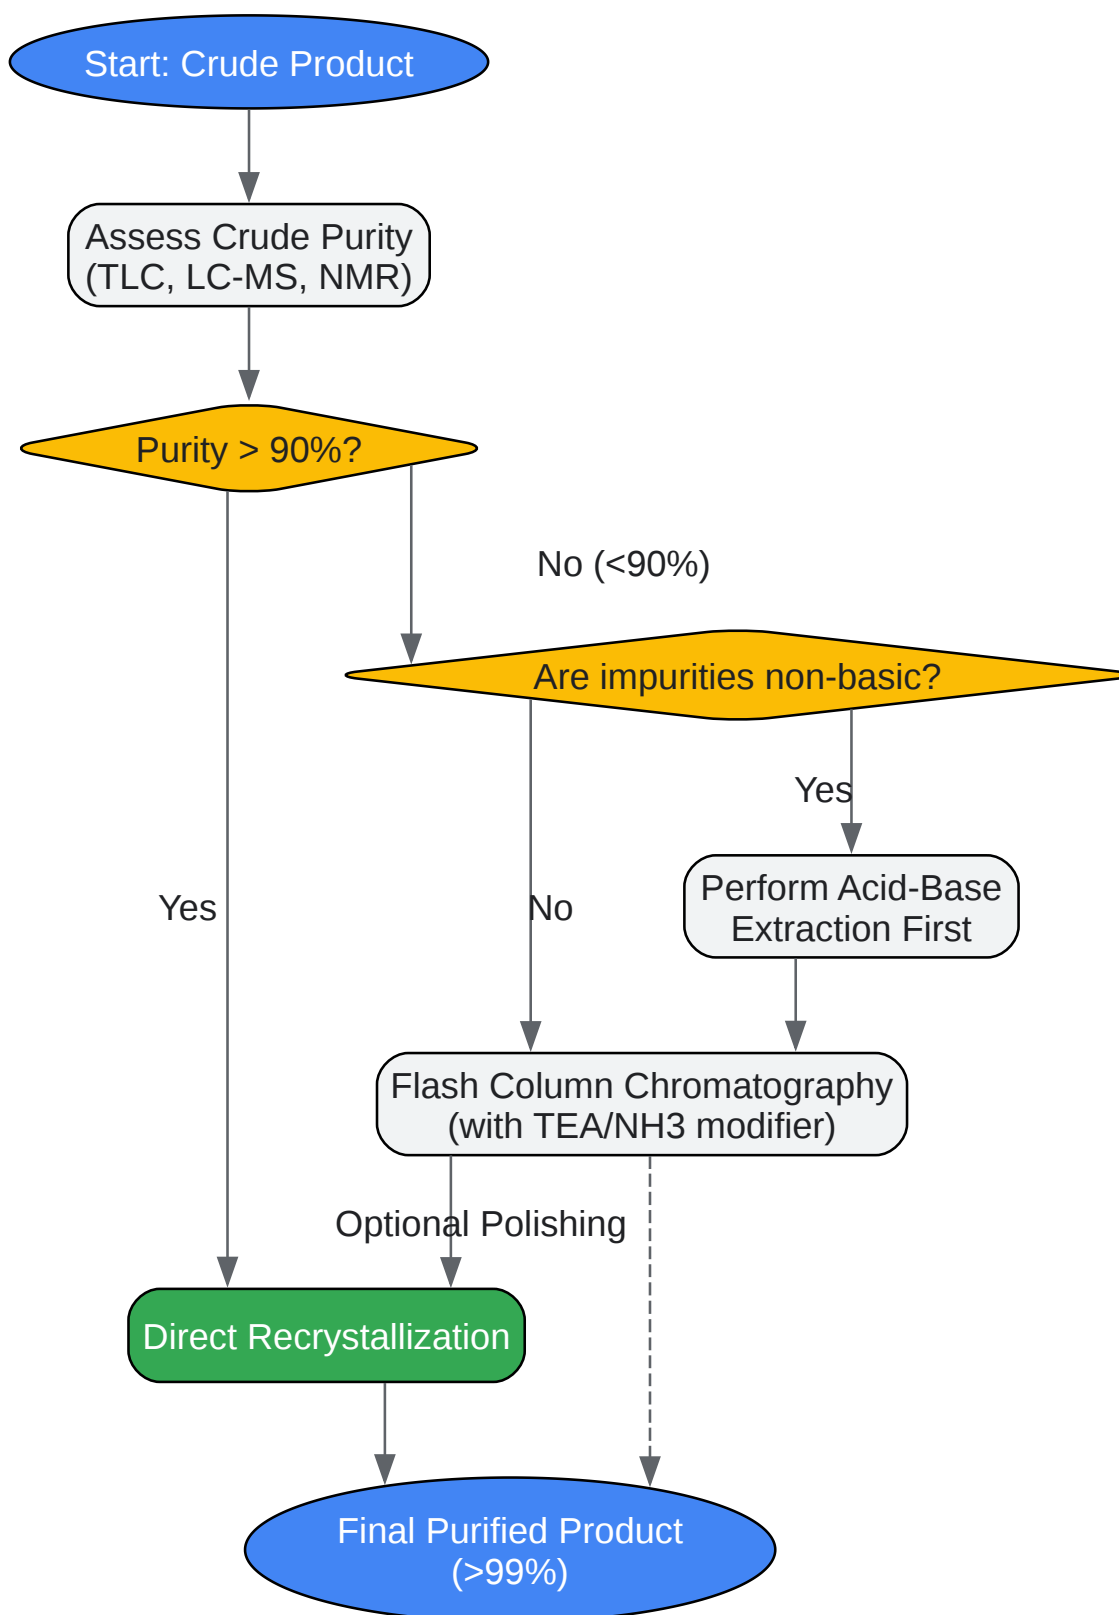 Start: Crude Product
Assess Crude Purity
(TLC, LC-MS, NMR)
Purity > 90%?
No (<90%)
Are impurities non-basic?
Yes
Perform Acid-Base
Extraction First
Yes
No
Flash Column Chromatography
(with TEA/NH3 modifier)
Optional Polishing
Direct Recrystallization
Final Purified Product
(>99%)